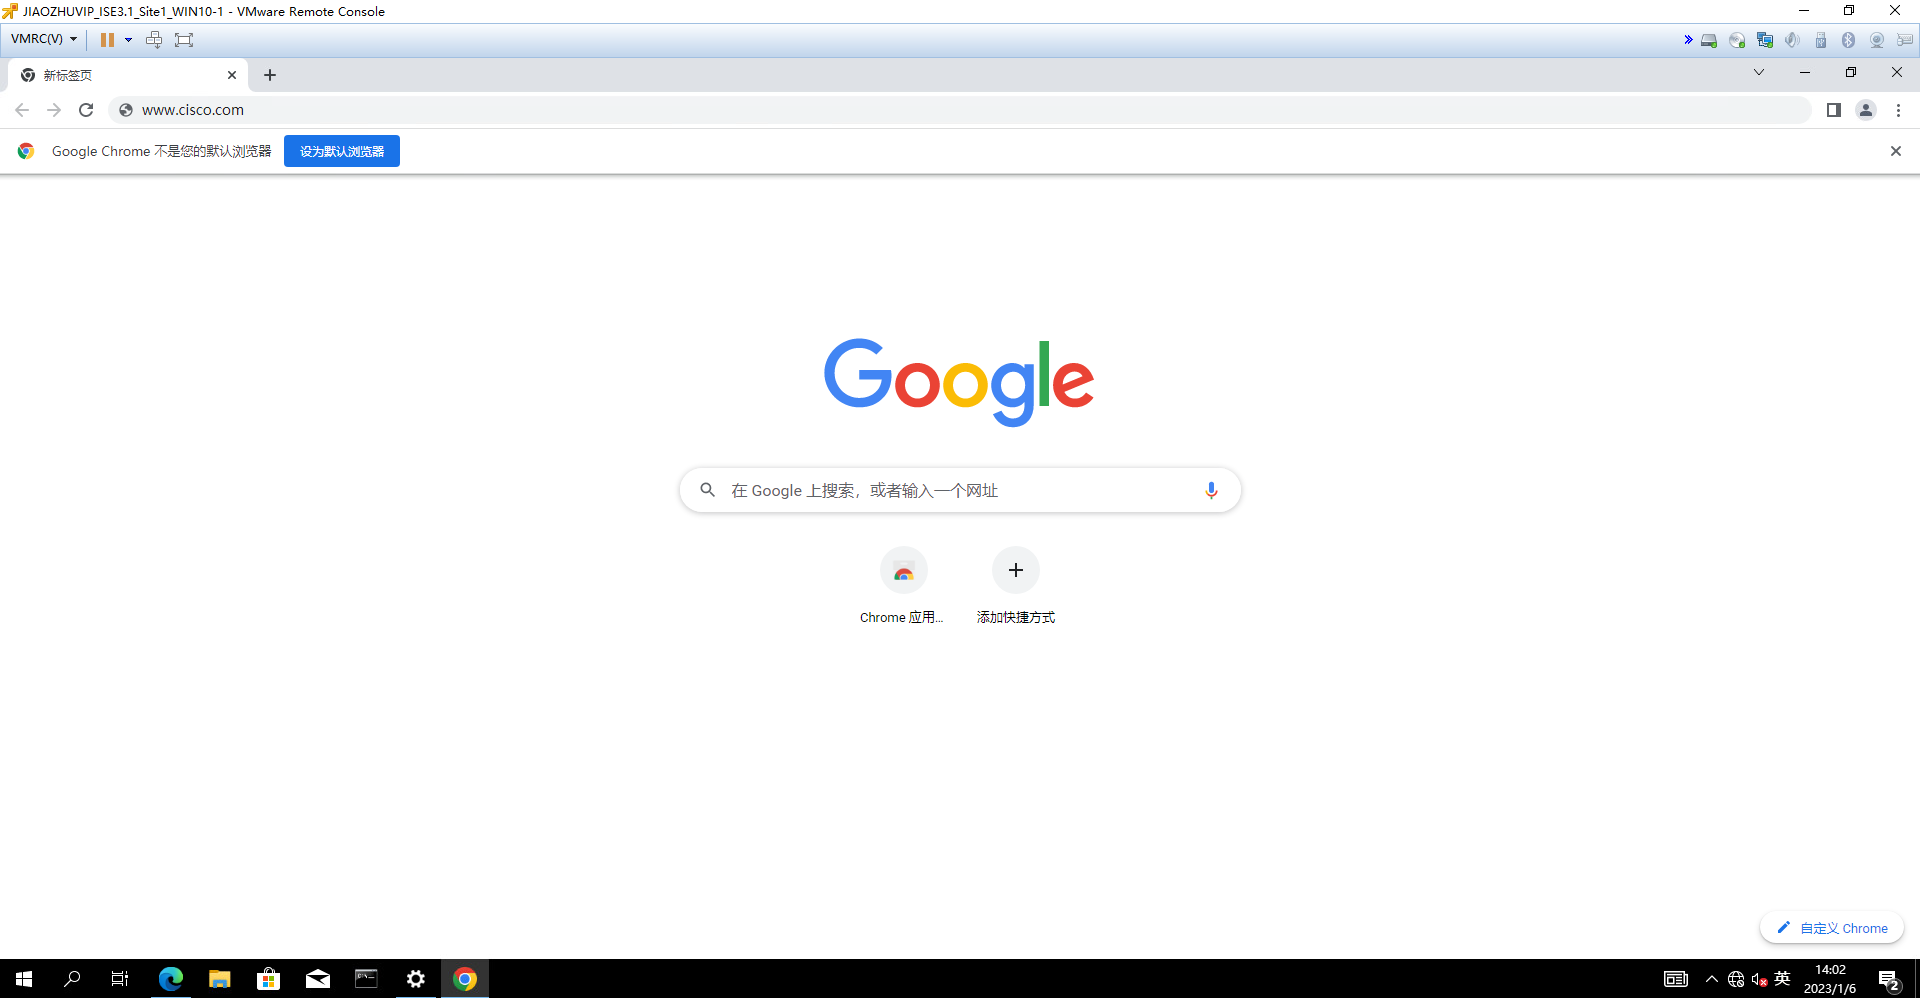 JIAOZHUVIP_ISE3.1_Site1_WIN10-1 - VMware Remote Console
VMRC(V)
新标签页
www.cisco.com
Google Chrome 不是您的默认浏览器
设为默认浏览器
Google
在 Google 上搜索，或者输入一个网址
Chrome 应用...
添加快捷方式
自定义 Chrome
英
14:02
2023/1/6
2